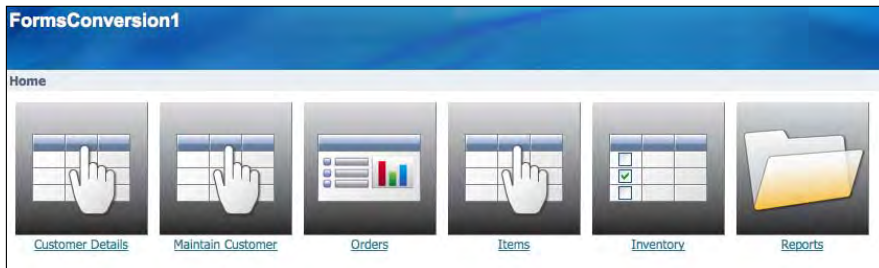 FormsConversion1
Home
Customer Details Maintain Customer Orders Items Inventory Reports